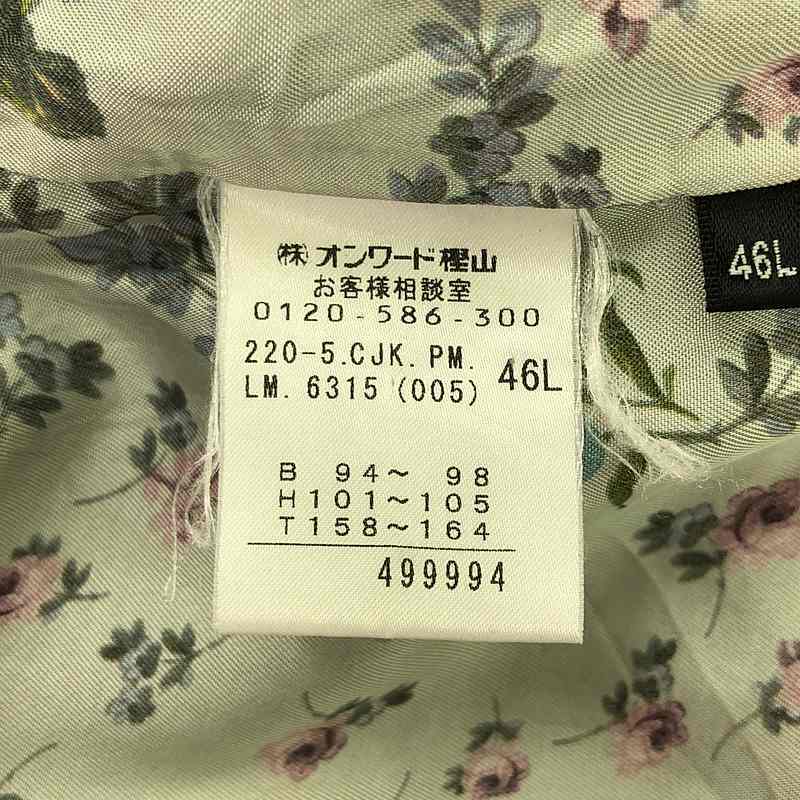 ㈱オンワード樫山
お客様相談室
0120-586-300
220-5.CJK.PM.
LM.6315 (005)
46L
B 94～ 98
H101～105
T158～164
499994
46L